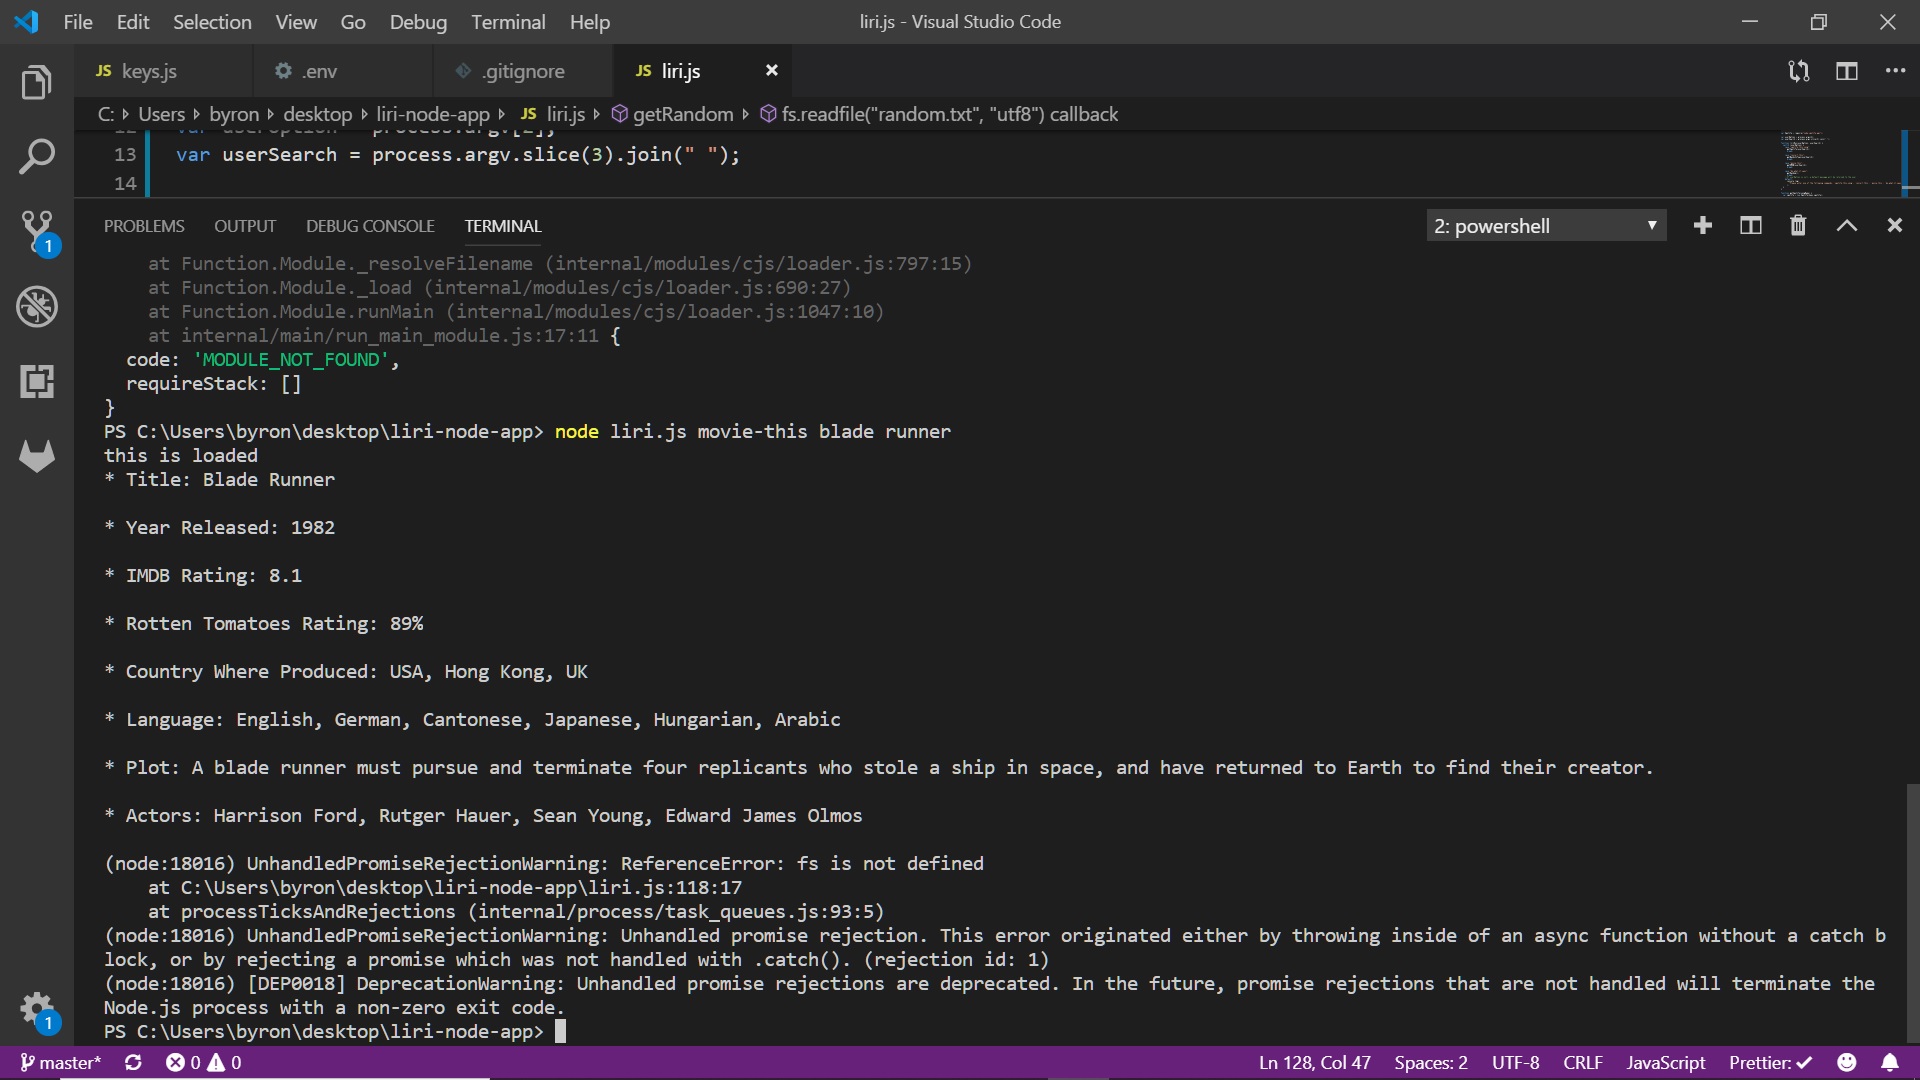 File Edit Selection View Go Debug Terminal Help liri.js - Visual Studio Code
JS keys.js .env .gitignore JS liri.js
C: Users byron desktop liri-node-app JS liri.js getRandom fs.readfile("random.txt", "utf8") callback
12 var userOption = process.argv[2];
13 var userSearch = process.argv.slice(3).join(" ");
14
PROBLEMS OUTPUT DEBUG CONSOLE TERMINAL 2: powershell
at Function.Module._resolveFilename (internal/modules/cjs/loader.js:797:15)
at Function.Module._load (internal/modules/cjs/loader.js:690:27)
at Function.Module.runMain (internal/modules/cjs/loader.js:1047:10)
at internal/main/run_main_module.js:17:11 {
code: 'MODULE_NOT_FOUND',
requireStack: []
}
PS C:\Users\byron\desktop\liri-node-app> node liri.js movie-this blade runner
this is loaded
* Title: Blade Runner
* Year Released: 1982
* IMDB Rating: 8.1
* Rotten Tomatoes Rating: 89%
* Country Where Produced: USA, Hong Kong, UK
* Language: English, German, Cantonese, Japanese, Hungarian, Arabic
* Plot: A blade runner must pursue and terminate four replicants who stole a ship in space, and have returned to Earth to find their creator.
* Actors: Harrison Ford, Rutger Hauer, Sean Young, Edward James Olmos
(node:18016) UnhandledPromiseRejectionWarning: ReferenceError: fs is not defined
at C:\Users\byron\desktop\liri-node-app\liri.js:118:17
at processTicksAndRejections (internal/process/task_queues.js:93:5)
(node:18016) UnhandledPromiseRejectionWarning: Unhandled promise rejection. This error originated either by throwing inside of an async function without a catch b
lock, or by rejecting a promise which was not handled with .catch(). (rejection id: 1)
(node:18016) [DEP0018] DeprecationWarning: Unhandled promise rejections are deprecated. In the future, promise rejections that are not handled will terminate the
Node.js process with a non-zero exit code.
PS C:\Users\byron\desktop\liri-node-app>
1
1
master* 0 0 Ln 128, Col 47 Spaces: 2 UTF-8 CRLF JavaScript Prettier: ✓